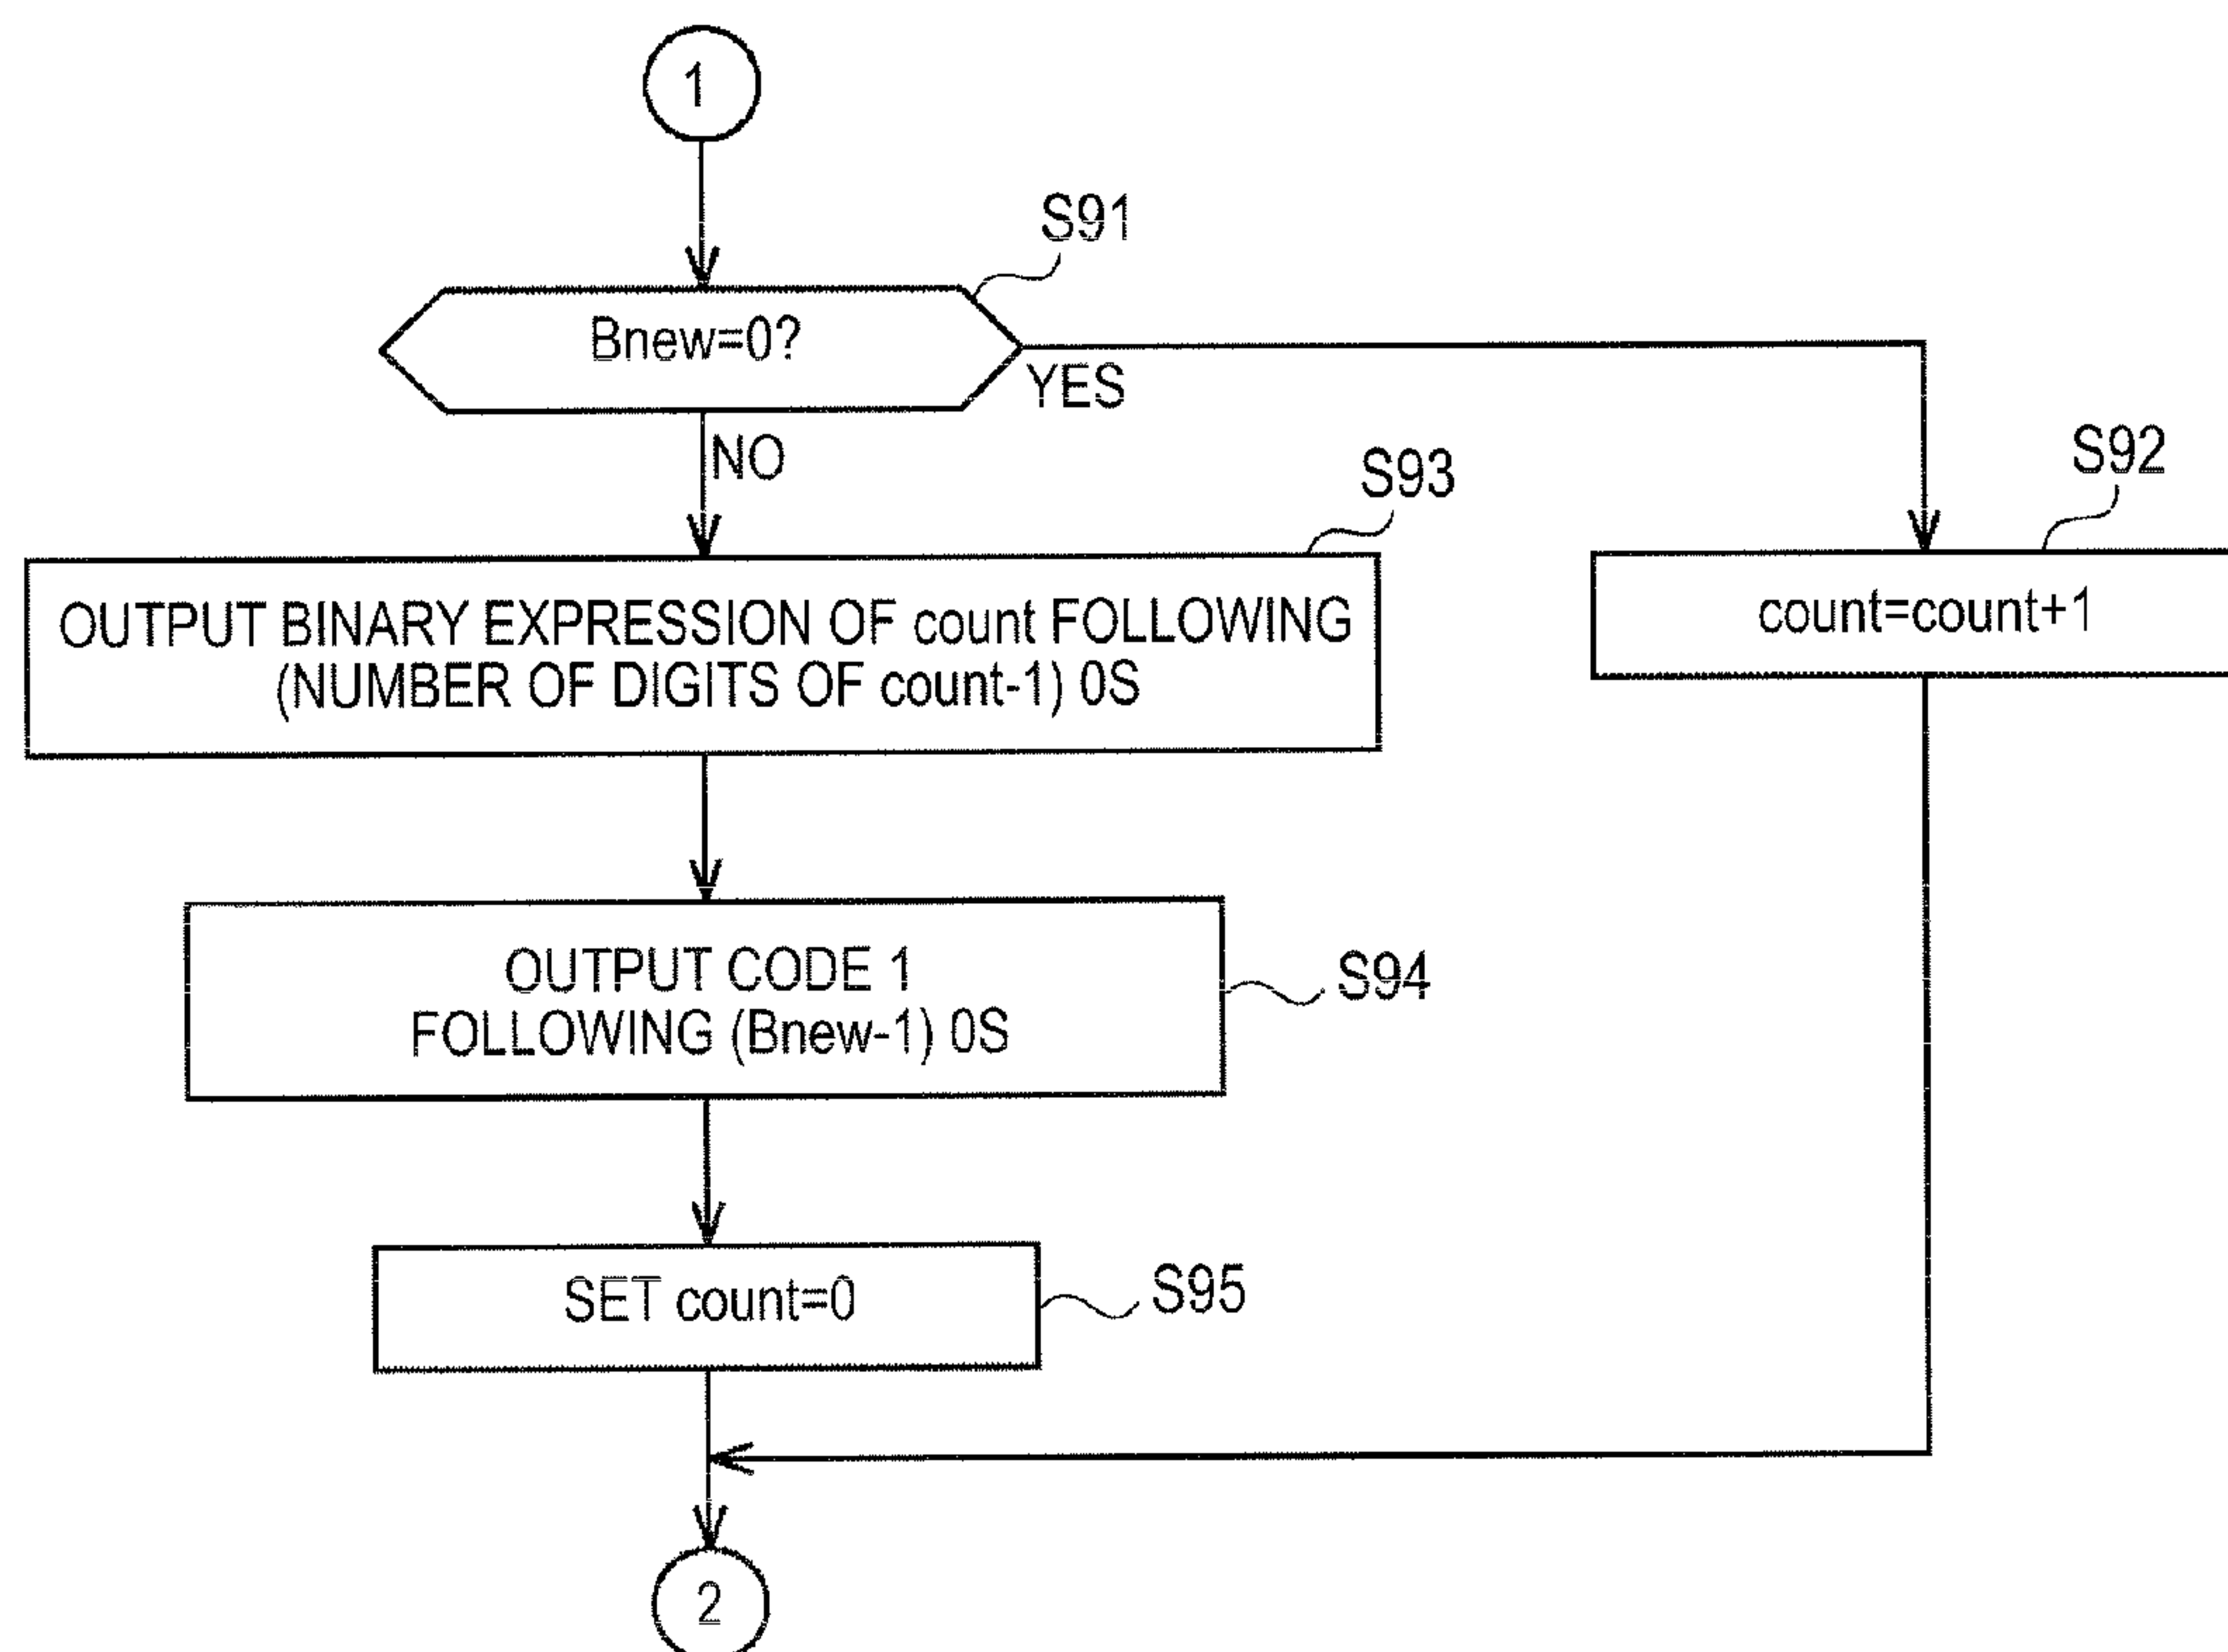 1
S91
Bnew=0?
YES
NO
S93
S92
OUTPUT BINARY EXPRESSION OF count FOLLOWING
(NUMBER OF DIGITS OF count-1) 0S
count=count+1
OUTPUT CODE 1
FOLLOWING (Bnew-1) 0S
S94
SET count=0
S95
2